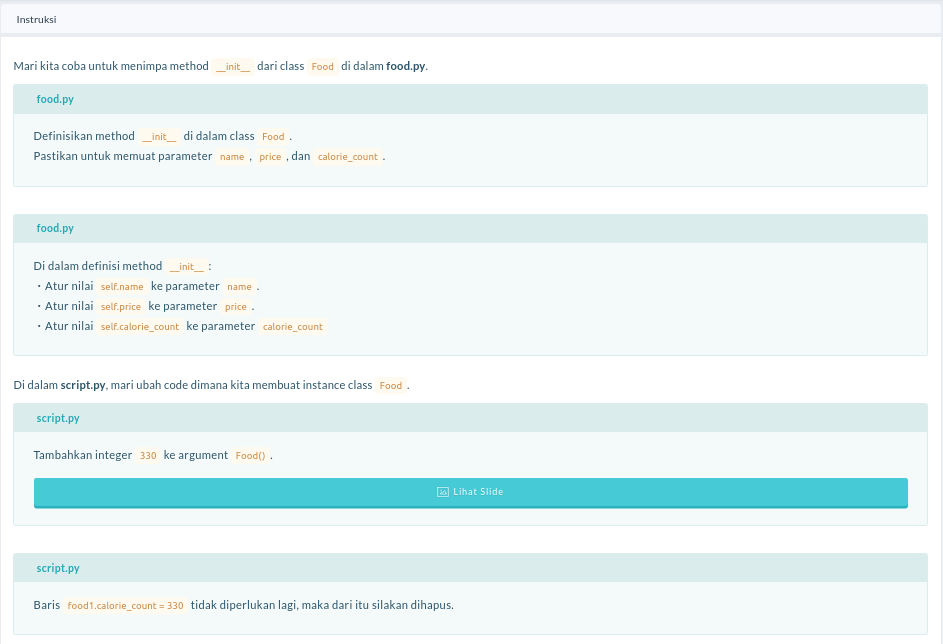 Instruksi
Mari kita coba untuk menimpa method __init__ dari class Food di dalam food.py.
food.py
Definisikan method __init__ di dalam class Food .
Pastikan untuk memuat parameter name , price , dan calorie_count .
food.py
Di dalam definisi method __init__ :
・Atur nilai self.name ke parameter name .
・Atur nilai self.price ke parameter price .
・Atur nilai self.calorie_count ke parameter calorie_count
Di dalam script.py, mari ubah code dimana kita membuat instance class Food .
script.py
Tambahkan integer 330 ke argument Food() .
Lihat Slide
script.py
Baris food1.calorie_count = 330 tidak diperlukan lagi, maka dari itu silakan dihapus.